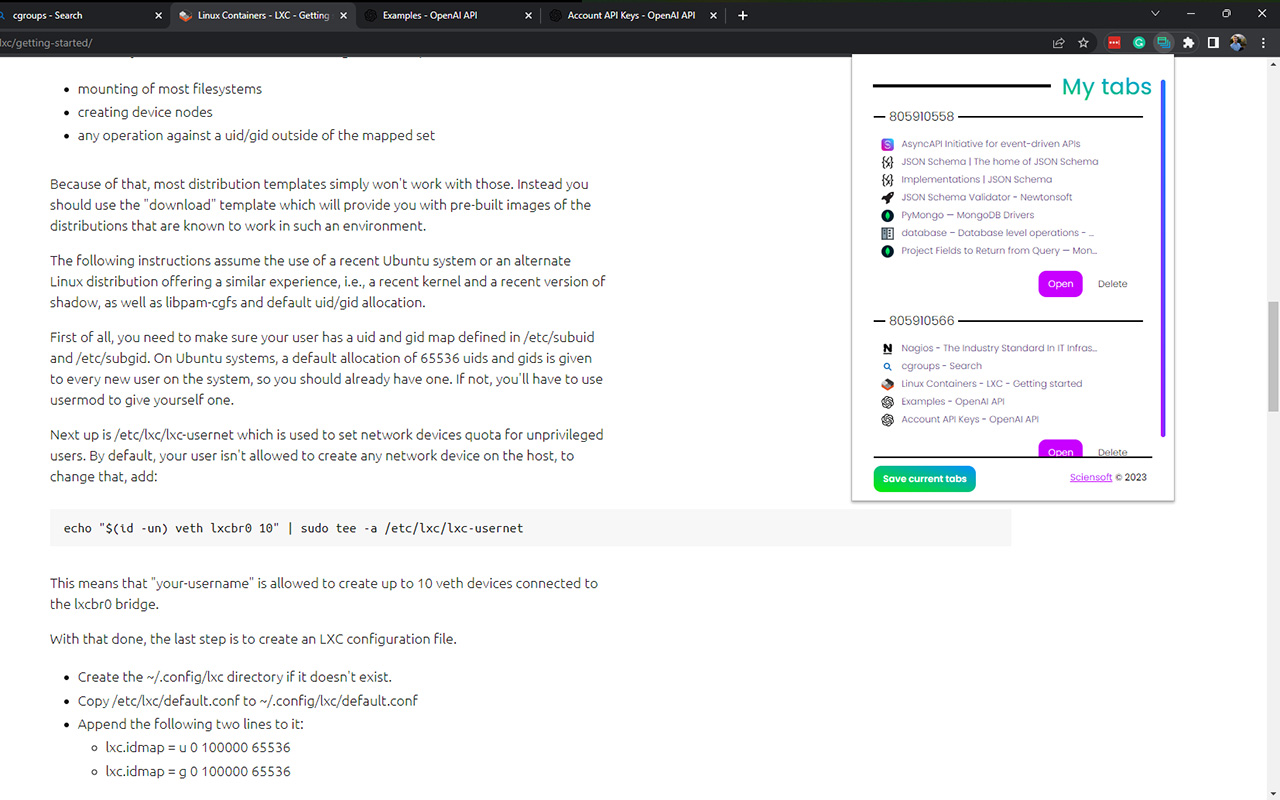 cgroups - Search
Linux Containers - LXC - Getting
Examples - OpenAI API
Account API Keys - OpenAI API
lxc/getting-started/
mounting of most filesystems
creating device nodes
any operation against a uid/gid outside of the mapped set
Because of that, most distribution templates simply won't work with those. Instead you
should use the "download" template which will provide you with pre-built images of the
distributions that are known to work in such an environment.
The following instructions assume the use of a recent Ubuntu system or an alternate
Linux distribution offering a similar experience, i.e., a recent kernel and a recent version of
shadow, as well as libpam-cgfs and default uid/gid allocation.
First of all, you need to make sure your user has a uid and gid map defined in /etc/subuid
and /etc/subgid. On Ubuntu systems, a default allocation of 65536 uids and gids is given
to every new user on the system, so you should already have one. If not, you'll have to use
usermod to give yourself one.
Next up is /etc/lxc/lxc-usernet which is used to set network devices quota for unprivileged
users. By default, your user isn't allowed to create any network device on the host, to
change that, add:
echo "$(id -un) veth lxcbr0 10" | sudo tee -a /etc/lxc/lxc-usernet
This means that "your-username" is allowed to create up to 10 veth devices connected to
the lxcbr0 bridge.
With that done, the last step is to create an LXC configuration file.
Create the ~/.config/lxc directory if it doesn't exist.
Copy /etc/lxc/default.conf to ~/.config/lxc/default.conf
Append the following two lines to it:
lxc.idmap = u 0 100000 65536
lxc.idmap = g 0 100000 65536
My tabs
805910558
AsyncAPI Initiative for event-driven APIs
JSON Schema | The home of JSON Schema
Implementations | JSON Schema
JSON Schema Validator - Newtonsoft
PyMongo — MongoDB Drivers
database – Database level operations - ...
Project Fields to Return from Query — Mon...
Open Delete
805910566
Nagios - The Industry Standard In IT Infras...
cgroups - Search
Linux Containers - LXC - Getting started
Examples - OpenAI API
Account API Keys - OpenAI API
Open Delete
Save current tabs
Sciensoft © 2023